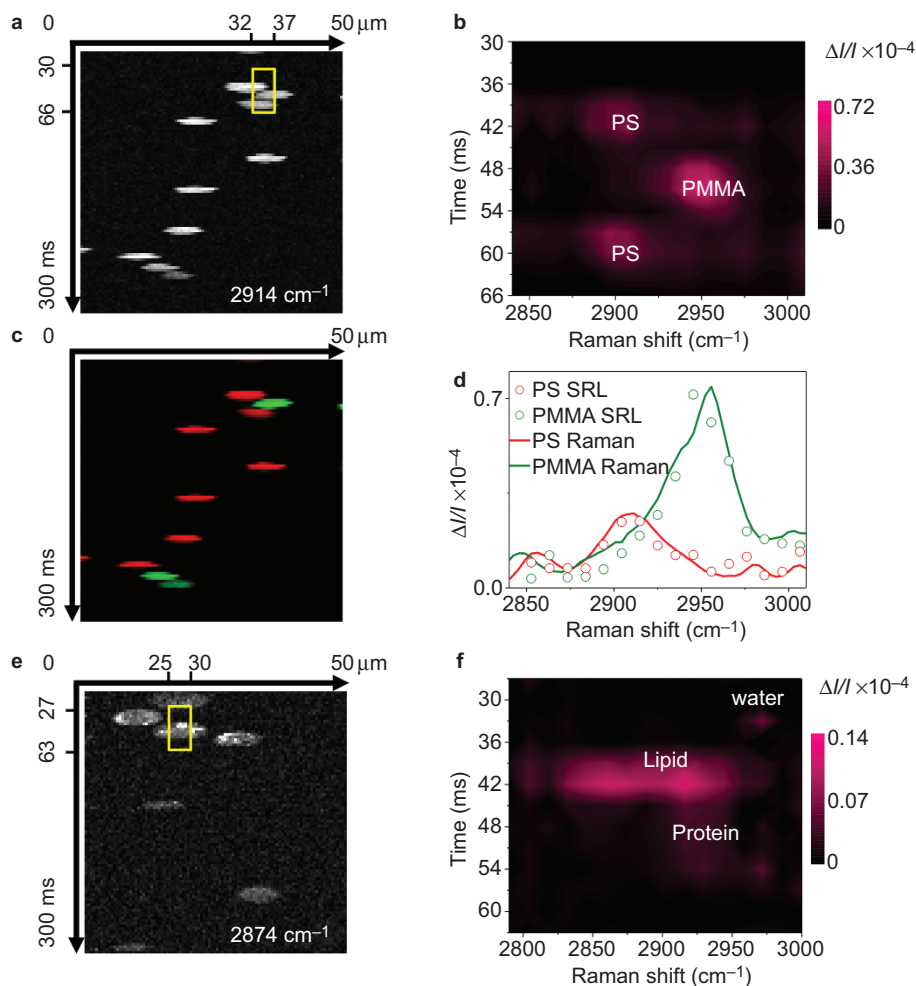 a
0 32 37 50 μm
30
66
300 ms
2914 cm⁻¹
b
30
36
42
48
54
60
66
Time (ms)
PS
PMMA
PS
2850 2900 2950 3000
Raman shift (cm⁻¹)
ΔI/I ×10⁻⁴
0.72
0.36
0
c
0 50 μm
300 ms
300 ms
d
0.7
0.0
ΔI/I ×10⁻⁴
PS SRL
PMMA SRL
PS Raman
PMMA Raman
2840 2900 2960 3000
Raman shift (cm⁻¹)
e
0 25 30 50 μm
27
63
300 ms
2874 cm⁻¹
f
30
36
42
48
54
60
Time (ms)
water
Lipid
Protein
2800 2850 2900 2950 3000
Raman shift (cm⁻¹)
ΔI/I ×10⁻⁴
0.14
0.07
0